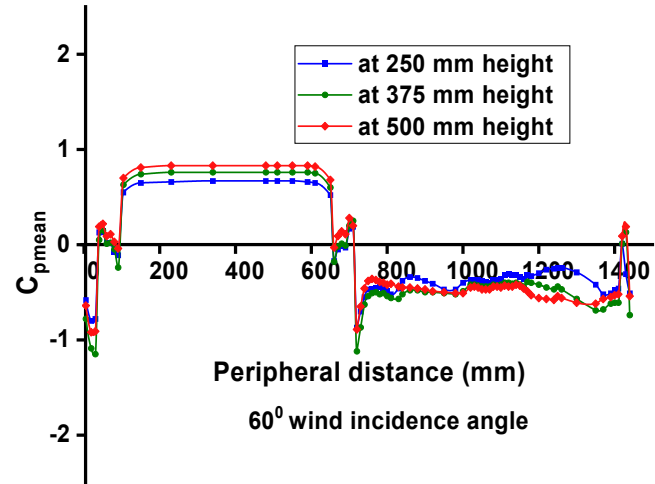 2
at 250 mm height
at 375 mm height
at 500 mm height
1
0
0 200 400 600 800 1000 1200 1400
C_pmean
-1
Peripheral distance (mm)
60⁰ wind incidence angle
-2